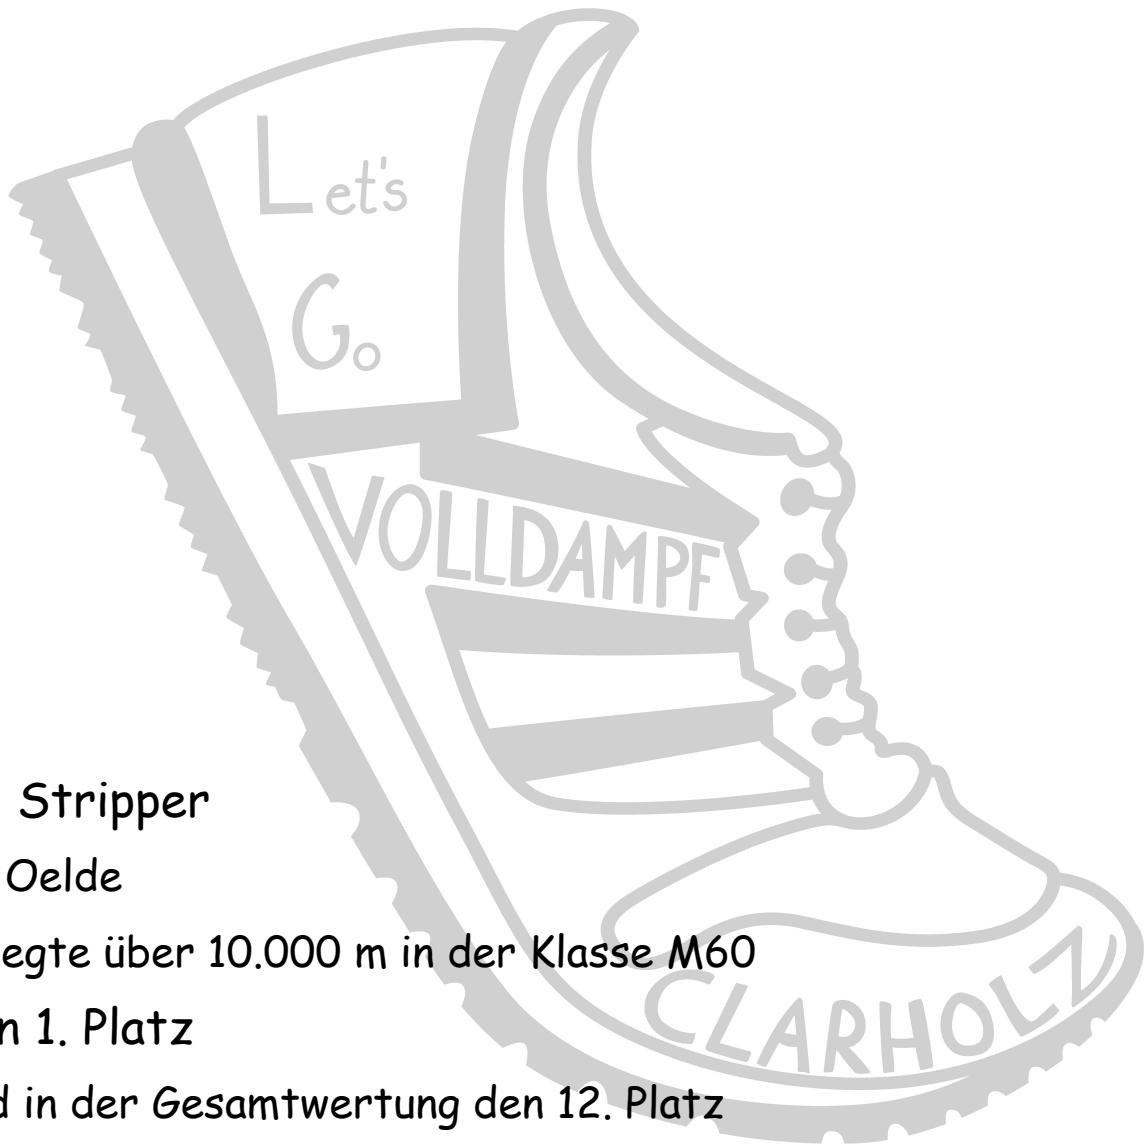 Let's
Go
VOLLDAMPF
Stripper
Oelde
egte über 10.000 m in der Klasse M60
n 1. Platz
d in der Gesamtwertung den 12. Platz
CLARHOLZ